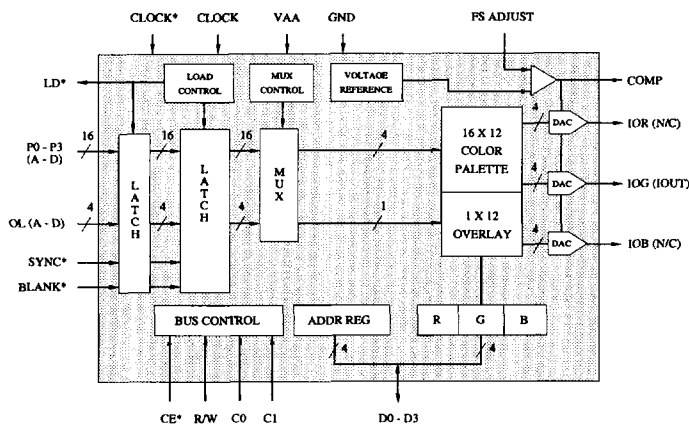 CLOCK* CLOCK VAA GND FS ADJUST
LD*
LOAD
CONTROL
MUX
CONTROL
VOLTAGE
REFERENCE
COMP
P0 - P3
(A - D)
16
16
16
4
16 X 12
COLOR
PALETTE
4
DAC
IOR (N/C)
LATCH
LATCH
MUX
4
DAC
IOG (IOUT)
OL (A - D)
4
4
4
1
1 X 12
OVERLAY
4
DAC
IOB (N/C)
SYNC*
BLANK*
BUS CONTROL
ADDR REG
R G B
4
4
CE* R/W C0 C1 D0 - D3